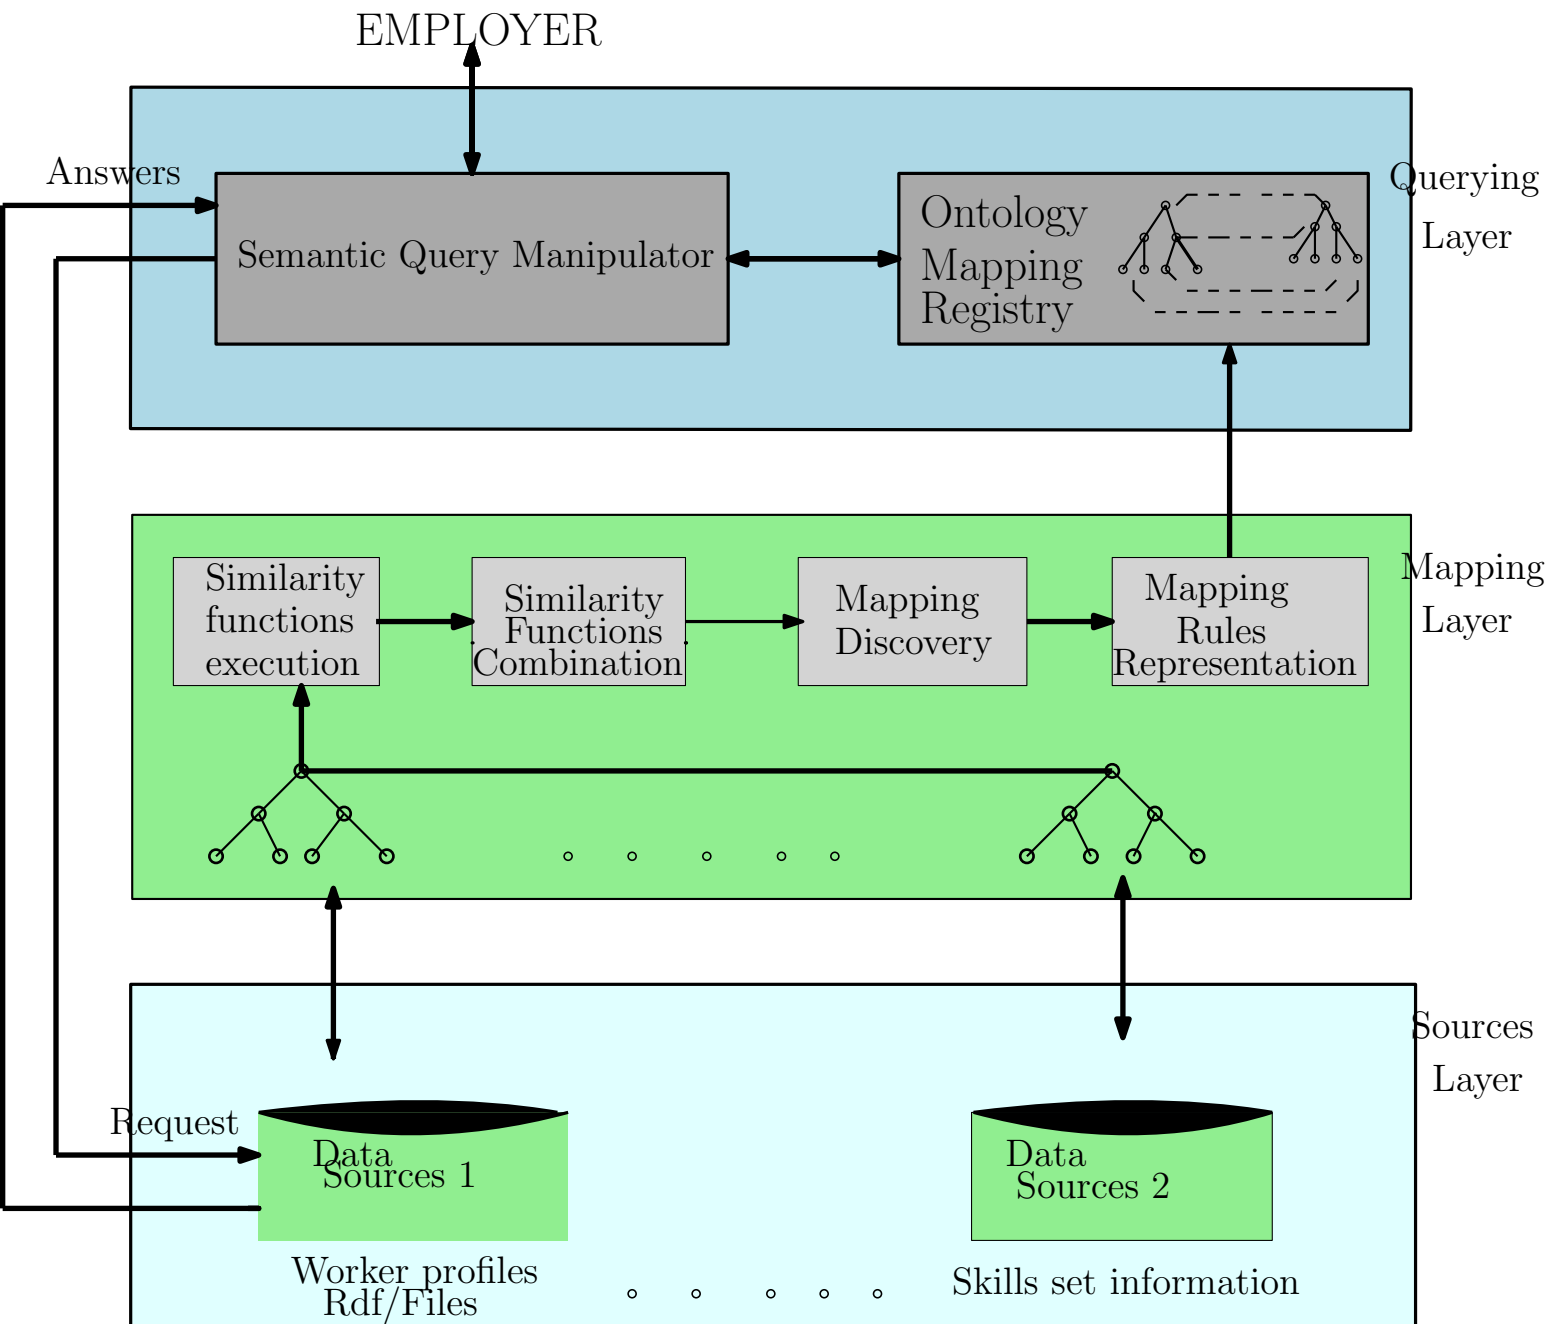 EMPLOYER
Answers
Semantic Query Manipulator
Ontology
Mapping
Registry
Querying
Layer
Similarity
functions
execution
Similarity
Functions
Combination
Mapping
Discovery
Mapping
Rules
Representation
Mapping
Layer
Sources
Layer
Request
Data
Sources 1
Data
Sources 2
Worker profiles
Rdf/Files
Skills set information